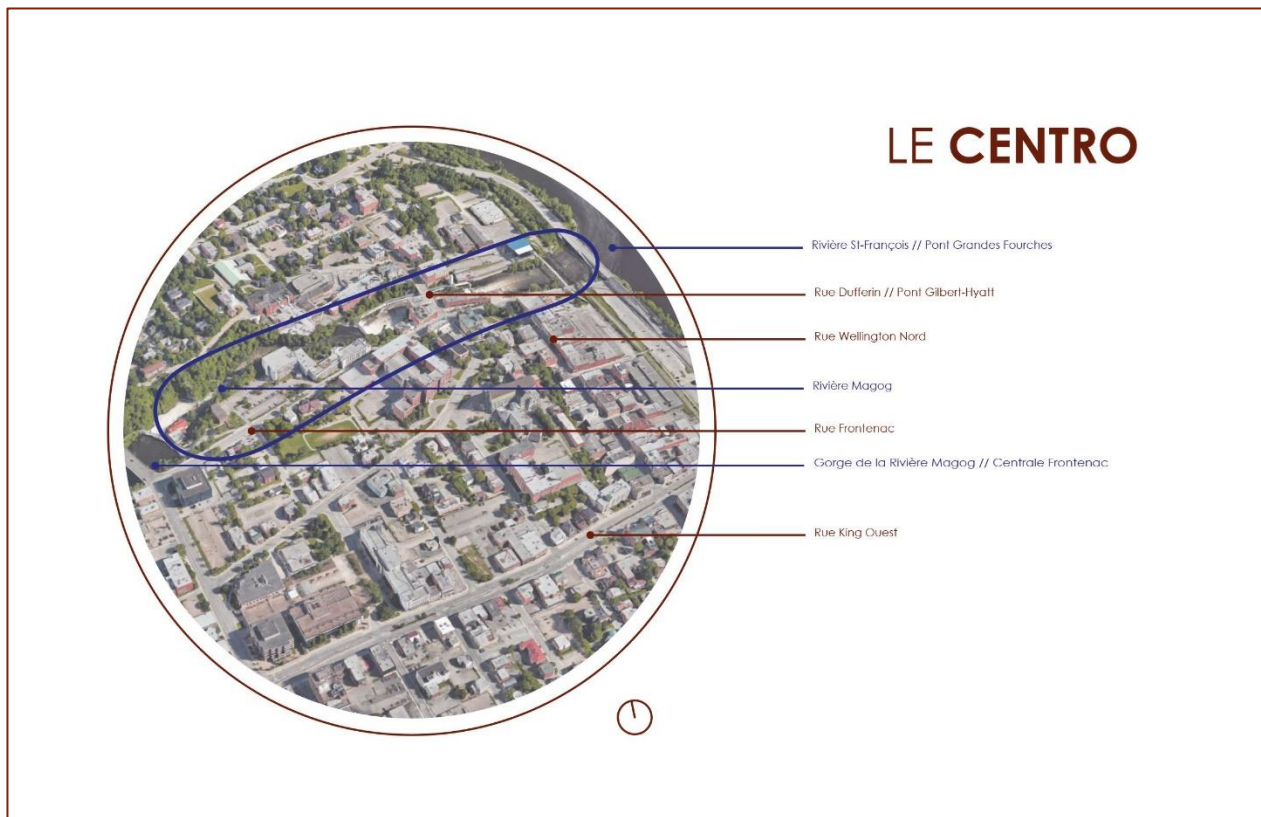 LE CENTRO
Rivière St-François // Pont Grandes Fourches
Rue Dufferin // Pont Gilbert-Hyatt
Rue Wellington Nord
Rivière Magog
Rue Frontenac
Gorge de la Rivière Magog // Centrale Frontenac
Rue King Ouest